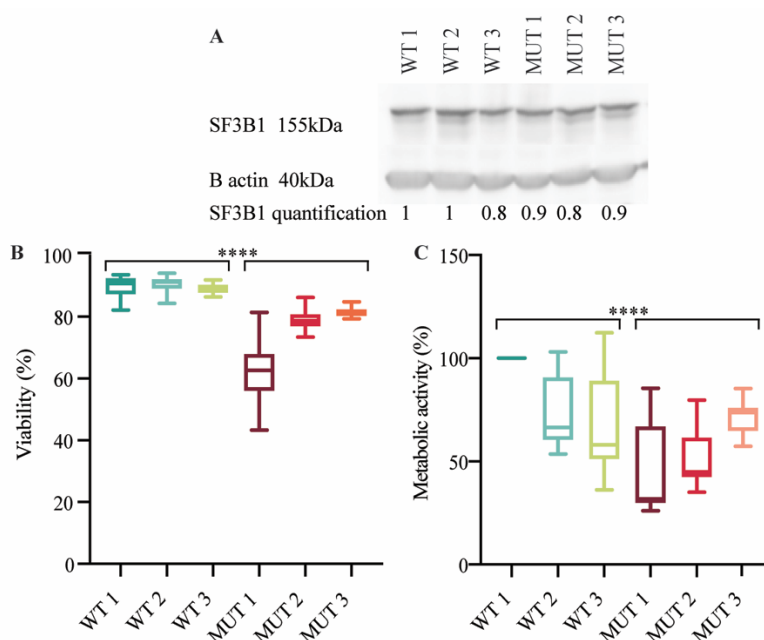 A
WT 1 WT 2 WT 3 MUT 1 MUT 2 MUT 3
SF3B1 155kDa
B actin 40kDa
SF3B1 quantification 1 1 0.8 0.9 0.8 0.9
B
****
100
80
60
40
20
0
Viability (%)
WT 1 WT 2 WT 3 MUT 1 MUT 2 MUT 3
C
****
150
100
50
0
Metabolic activity (%)
WT 1 WT 2 WT 3 MUT 1 MUT 2 MUT 3